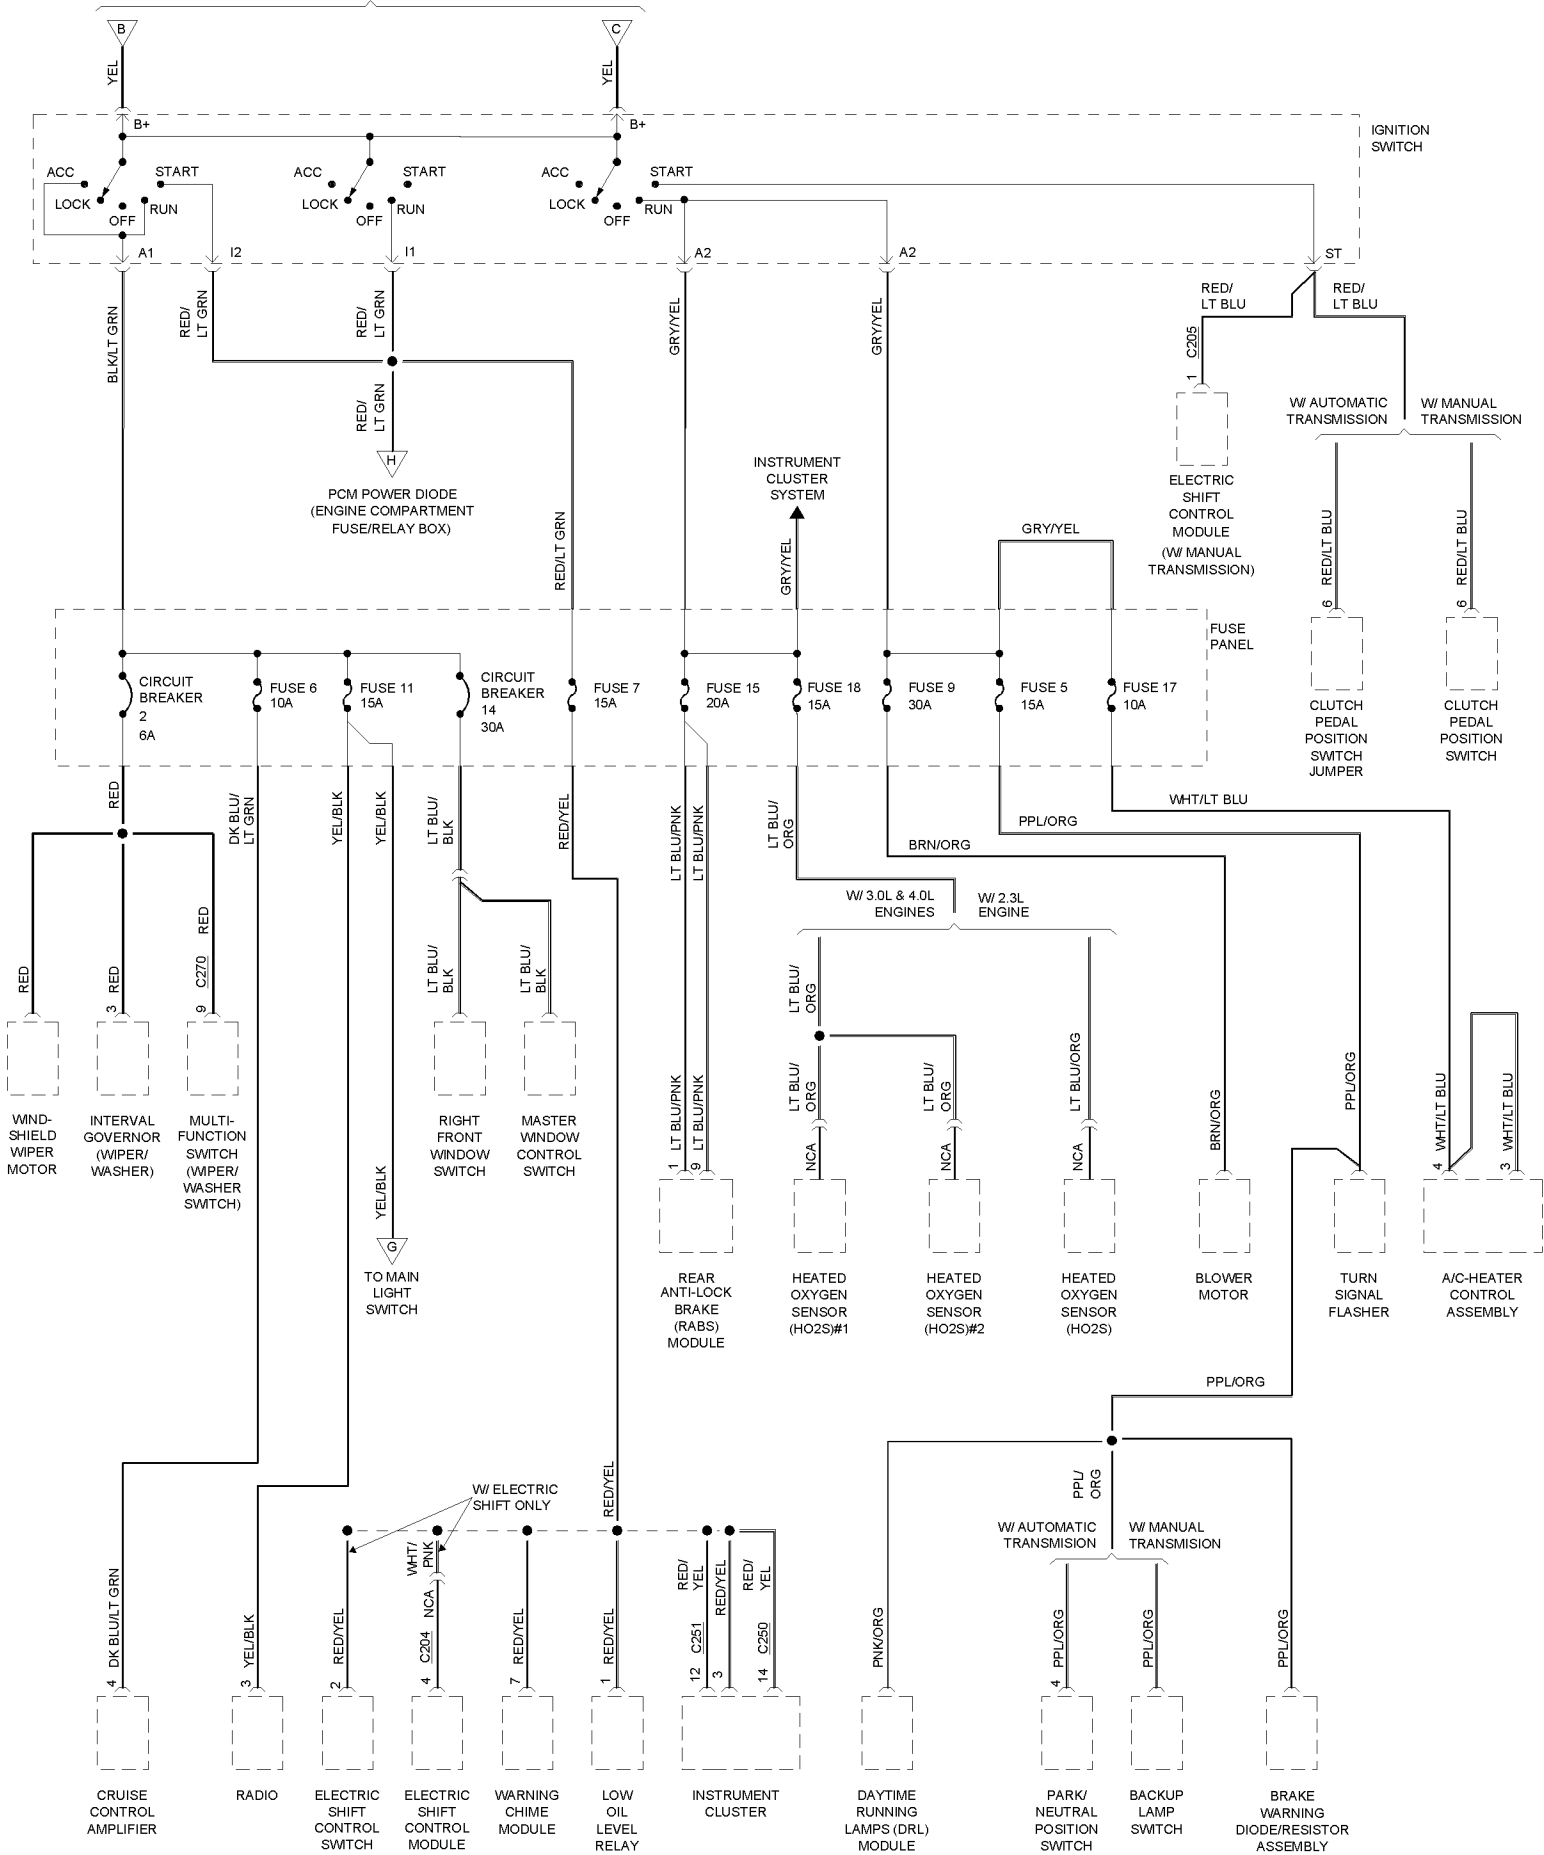 B
C
YEL
YEL
B+
B+
IGNITION
SWITCH
ACC
START
LOCK
OFF
RUN
ACC
START
LOCK
OFF
RUN
ACC
START
LOCK
OFF
RUN
A1
I2
I1
A2
A2
ST
BLK/LT GRN
RED/
LT GRN
RED/
LT GRN
GRY/YEL
GRY/YEL
RED/
LT BLU
RED/
LT BLU
C205
1
RED/
LT GRN
H
PCM POWER DIODE
(ENGINE COMPARTMENT
FUSE/RELAY BOX)
INSTRUMENT
CLUSTER
SYSTEM
W/ AUTOMATIC
TRANSMISSION
W/ MANUAL
TRANSMISSION
ELECTRIC
SHIFT
CONTROL
MODULE
(W/ MANUAL
TRANSMISSION)
RED/LT GRN
GRY/YEL
GRY/YEL
RED/LT BLU
6
RED/LT BLU
6
FUSE
PANEL
CIRCUIT
BREAKER
2
6A
FUSE 6
10A
FUSE 11
15A
CIRCUIT
BREAKER
14
30A
FUSE 7
15A
FUSE 15
20A
FUSE 18
15A
FUSE 9
30A
FUSE 5
15A
FUSE 17
10A
CLUTCH
PEDAL
POSITION
SWITCH
JUMPER
CLUTCH
PEDAL
POSITION
SWITCH
RED
DK BLU/
LT GRN
YEL/BLK
YEL/BLK
LT BLU/
BLK
RED/YEL
LT BLU/PNK
LT BLU/PNK
LT BLU/
ORG
WHT/LT BLU
PPL/ORG
BRN/ORG
W/ 3.0L & 4.0L
ENGINES
W/ 2.3L
ENGINE
RED
RED
3
RED
C270
9
LT BLU/
BLK
LT BLU/
BLK
LT BLU/
ORG
LT BLU/
ORG
LT BLU/
ORG
LT BLU/ORG
NCA
NCA
NCA
LT BLU/PNK
1
LT BLU/PNK
9
BRN/ORG
PPL/ORG
WHT/LT BLU
4
WHT/LT BLU
3
WIND-
SHIELD
WIPER
MOTOR
INTERVAL
GOVERNOR
(WIPER/
WASHER)
MULTI-
FUNCTION
SWITCH
(WIPER/
WASHER
SWITCH)
RIGHT
FRONT
WINDOW
SWITCH
MASTER
WINDOW
CONTROL
SWITCH
YEL/BLK
G
TO MAIN
LIGHT
SWITCH
REAR
ANTI-LOCK
BRAKE
(RABS)
MODULE
HEATED
OXYGEN
SENSOR
(HO2S)#1
HEATED
OXYGEN
SENSOR
(HO2S)#2
HEATED
OXYGEN
SENSOR
(HO2S)
BLOWER
MOTOR
TURN
SIGNAL
FLASHER
A/C-HEATER
CONTROL
ASSEMBLY
PPL/ORG
W/ ELECTRIC
SHIFT ONLY
RED/YEL
PPL/
ORG
W/ AUTOMATIC
TRANSMISION
W/ MANUAL
TRANSMISION
DK BLU/LT GRN
4
YEL/BLK
3
RED/YEL
2
WHT/
PNK
NCA
C204
4
RED/YEL
7
RED/YEL
1
RED/
YEL
C251
12
RED/YEL
3
RED/
YEL
C250
14
PNK/ORG
PPL/ORG
4
PPL/ORG
PPL/ORG
CRUISE
CONTROL
AMPLIFIER
RADIO
ELECTRIC
SHIFT
CONTROL
SWITCH
ELECTRIC
SHIFT
CONTROL
MODULE
WARNING
CHIME
MODULE
LOW
OIL
LEVEL
RELAY
INSTRUMENT
CLUSTER
DAYTIME
RUNNING
LAMPS (DRL)
MODULE
PARK/
NEUTRAL
POSITION
SWITCH
BACKUP
LAMP
SWITCH
BRAKE
WARNING
DIODE/RESISTOR
ASSEMBLY